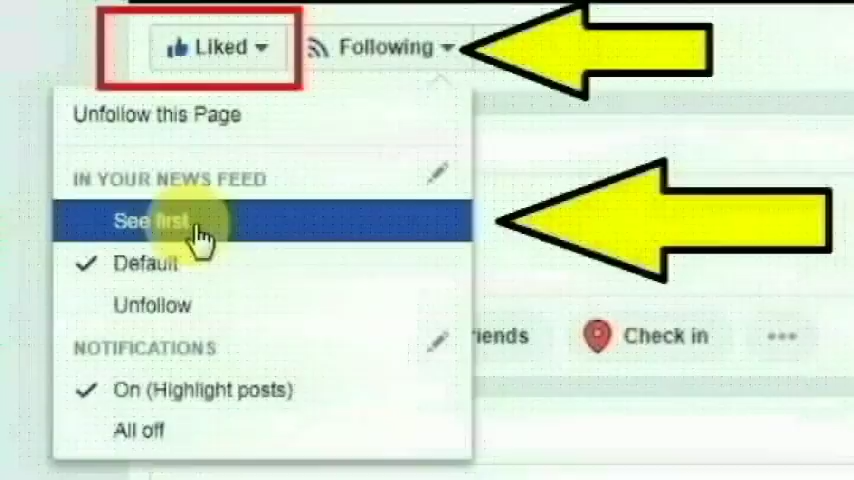 Liked Following
Unfollow this Page
IN YOUR NEWS FEED
See first
Default
Unfollow
NOTIFICATIONS
On (Highlight posts)
All off
riends Check in